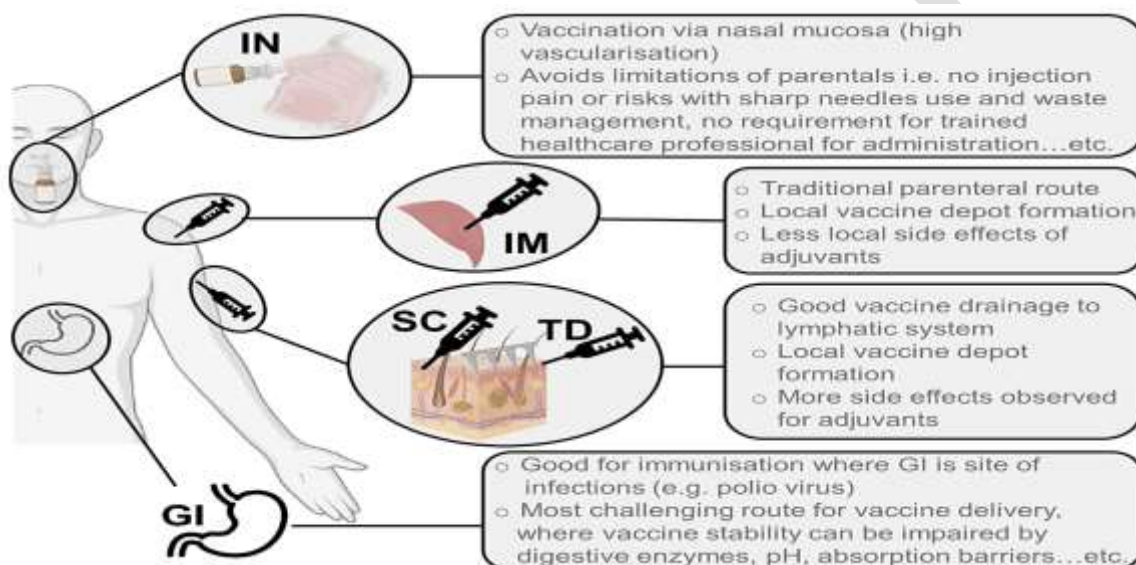 IN
○ Vaccination via nasal mucosa (high
vascularisation)
○ Avoids limitations of parentals i.e. no injection
pain or risks with sharp needles use and waste
management, no requirement for trained
healthcare professional for administration...etc.
IM
○ Traditional parenteral route
○ Local vaccine depot formation
○ Less local side effects of
adjuvants
SC
TD
○ Good vaccine drainage to
lymphatic system
○ Local vaccine depot
formation
○ More side effects observed
for adjuvants
GI
○ Good for immunisation where GI is site of
infections (e.g. polio virus)
○ Most challenging route for vaccine delivery,
where vaccine stability can be impaired by
digestive enzymes, pH, absorption barriers...etc.